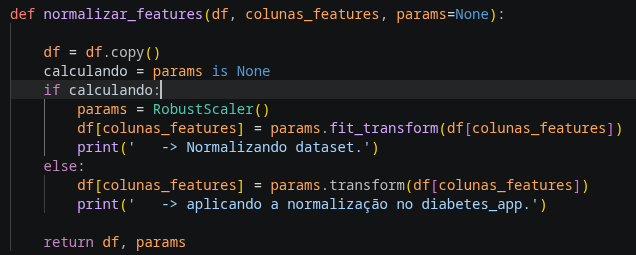 def normalizar_features(df, colunas_features, params=None):
    df = df.copy()
    calculando = params is None
    if calculando:
        params = RobustScaler()
        df[colunas_features] = params.fit_transform(df[colunas_features])
        print('   -> Normalizando dataset.')
    else:
        df[colunas_features] = params.transform(df[colunas_features])
        print('   -> aplicando a normalização no diabetes_app.')
    return df, params